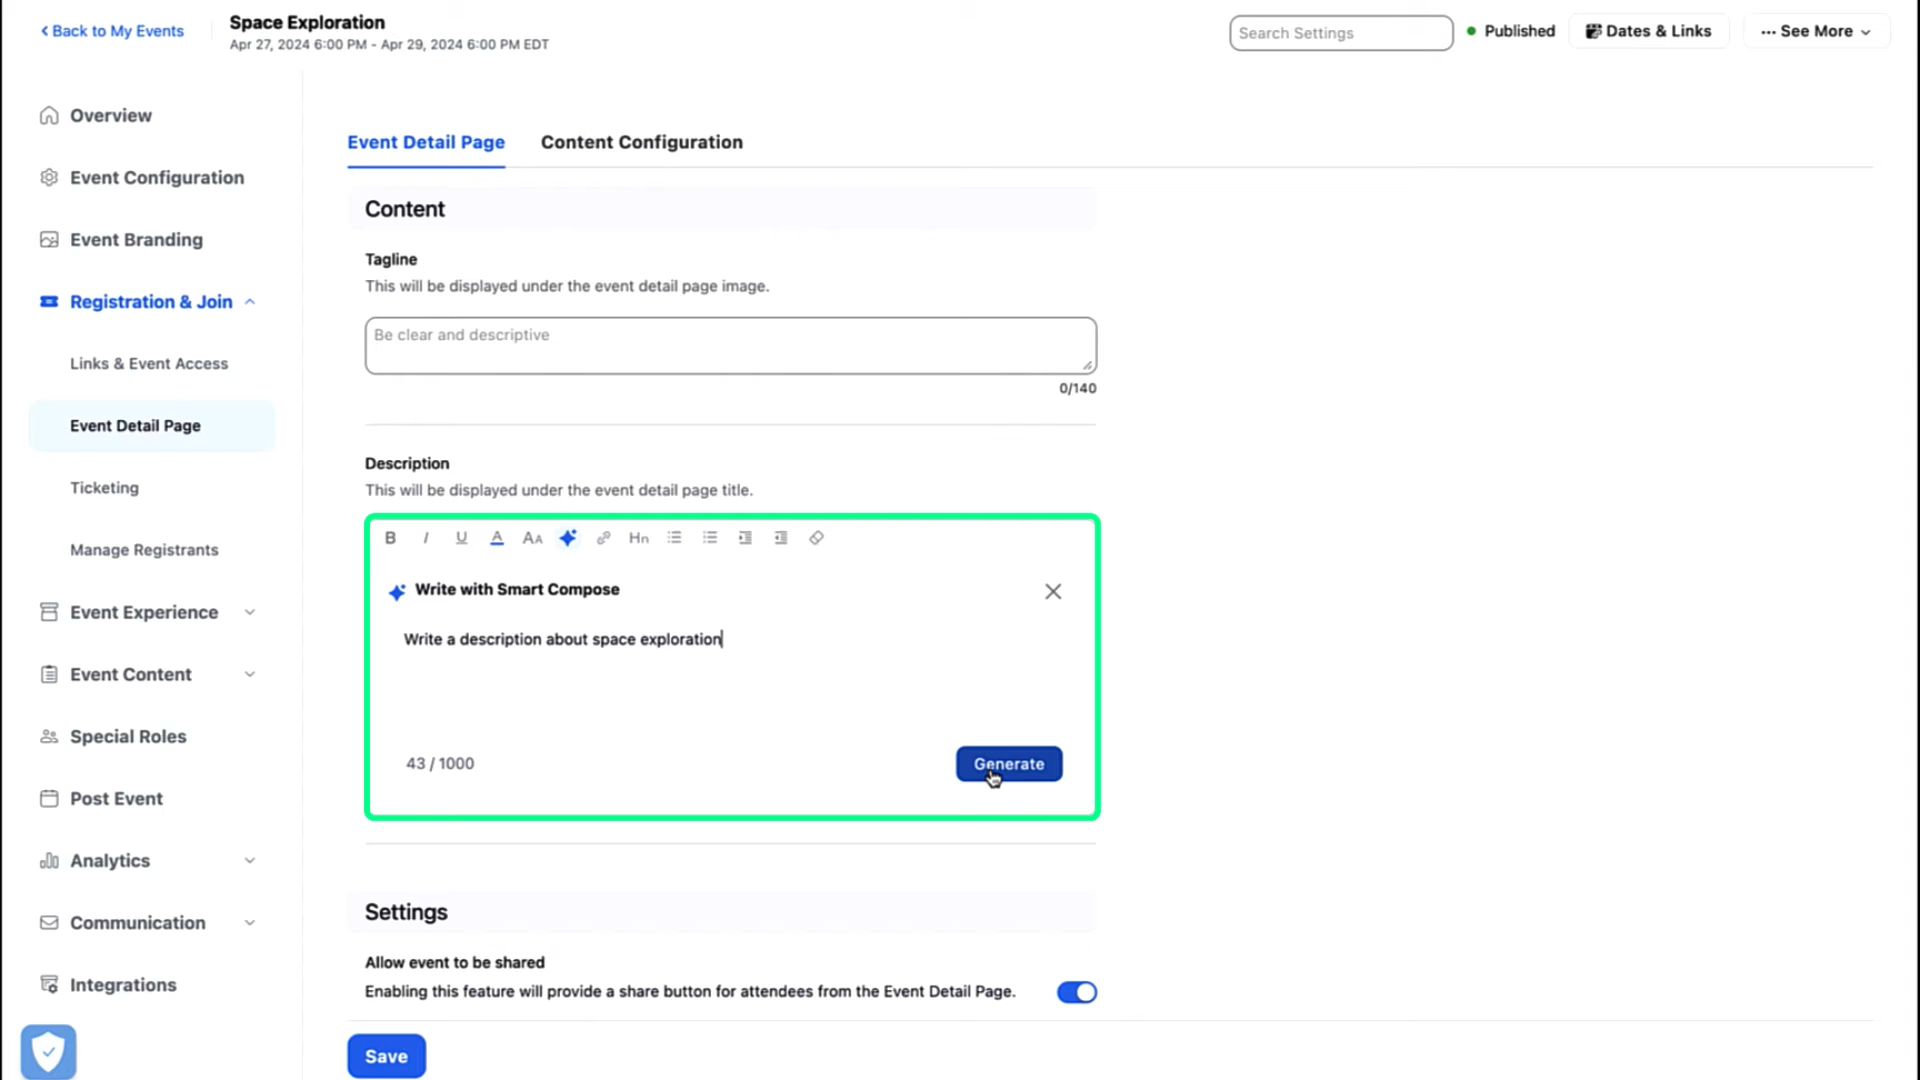 Back to My Events
Space Exploration
Apr 27, 2024 6:00 PM - Apr 29, 2024 6:00 PM EDT
Search Settings
Published
Dates & Links
See More
Overview
Event Configuration
Event Branding
Registration & Join
Links & Event Access
Event Detail Page
Ticketing
Manage Registrants
Event Experience
Event Content
Special Roles
Post Event
Analytics
Communication
Integrations
Event Detail Page
Content Configuration
Content
Tagline
This will be displayed under the event detail page image.
Be clear and descriptive
0/140
Description
This will be displayed under the event detail page title.
B I U A AA Hn
Write with Smart Compose
Write a description about space exploration
43 / 1000
Generate
Settings
Allow event to be shared
Enabling this feature will provide a share button for attendees from the Event Detail Page.
Save